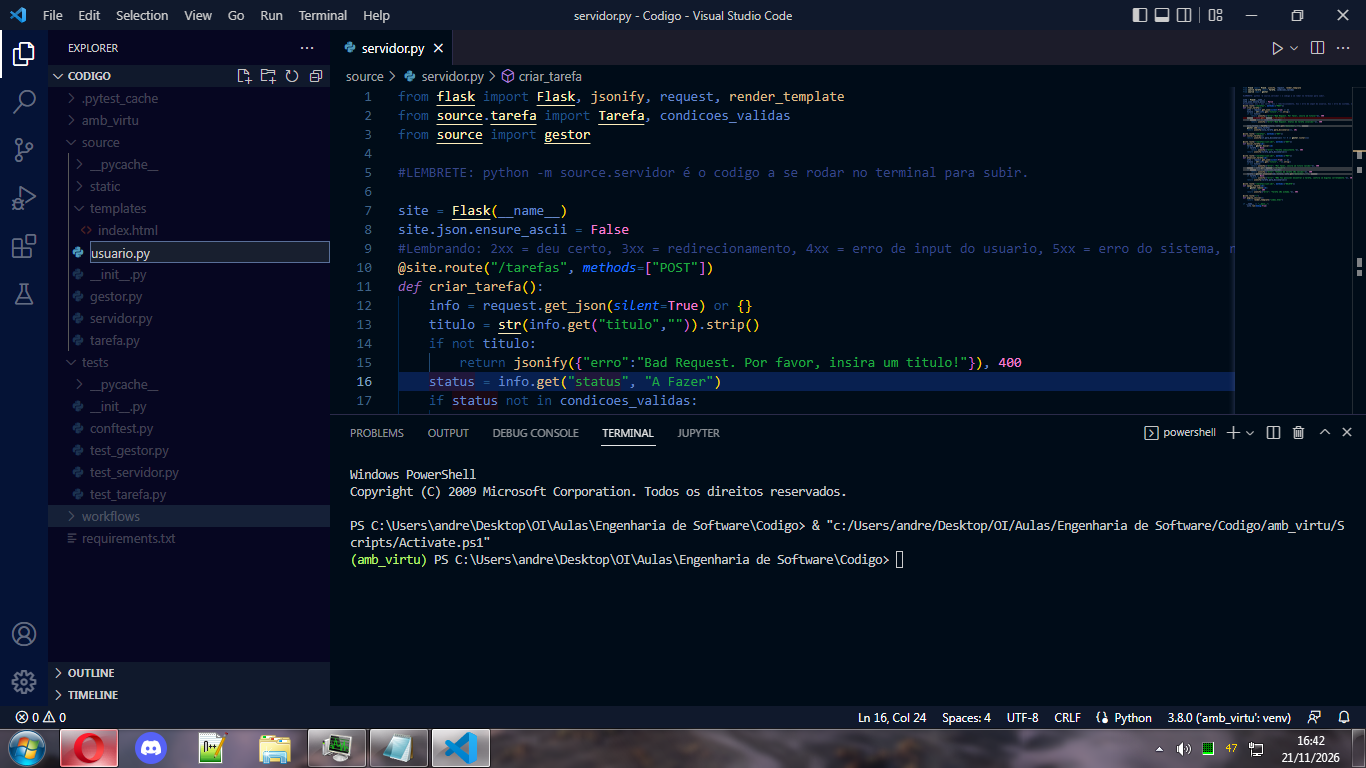 File Edit Selection View Go Run Terminal Help
servidor.py - Codigo - Visual Studio Code
EXPLORER
CODIGO
.pytest_cache
amb_virtu
source
__pycache__
static
templates
index.html
usuario.py
__init__.py
gestor.py
servidor.py
tarefa.py
tests
__pycache__
__init__.py
conftest.py
test_gestor.py
test_servidor.py
test_tarefa.py
workflows
requirements.txt
OUTLINE
TIMELINE
servidor.py
source > servidor.py > criar_tarefa
1 from flask import Flask, jsonify, request, render_template
2 from source.tarefa import Tarefa, condicoes_validas
3 from source import gestor
4
5 #LEMBRETE: python -m source.servidor é o codigo a se rodar no terminal para subir.
6
7 site = Flask(__name__)
8 site.json.ensure_ascii = False
9 #Lembrando: 2xx = deu certo, 3xx = redirecionamento, 4xx = erro de input do usuario, 5xx = erro do sistema,
10 @site.route("/tarefas", methods=["POST"])
11 def criar_tarefa():
12 info = request.get_json(silent=True) or {}
13 titulo = str(info.get("titulo","")).strip()
14 if not titulo:
15 return jsonify({"erro":"Bad Request. Por favor, insira um titulo!"}), 400
16 status = info.get("status", "A Fazer")
17 if status not in condicoes_validas:
PROBLEMS OUTPUT DEBUG CONSOLE TERMINAL JUPYTER
powershell
Windows PowerShell
Copyright (C) 2009 Microsoft Corporation. Todos os direitos reservados.
PS C:\Users\andre\Desktop\OI\Aulas\Engenharia de Software\Codigo> & "c:/Users/andre/Desktop/OI/Aulas/Engenharia de Software/Codigo/amb_virtu/S
cripts/Activate.ps1"
(amb_virtu) PS C:\Users\andre\Desktop\OI\Aulas\Engenharia de Software\Codigo>
0 0
Ln 16, Col 24 Spaces: 4 UTF-8 CRLF Python 3.8.0 ('amb_virtu': venv)
47
16:42
21/11/2026